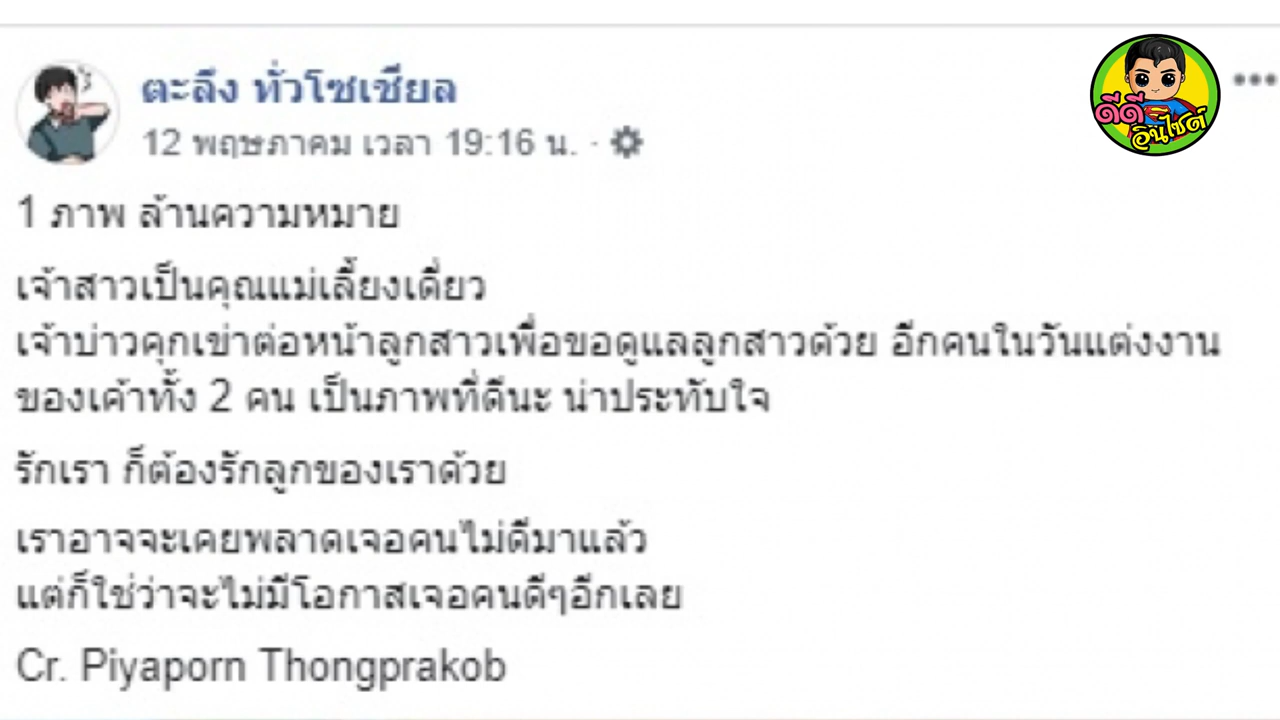 ตะลึง ทั่วโซเชียล
12 พฤษภาคม เวลา 19:16 น. ·
ดีดี
อินไซต์
1 ภาพ ล้านความหมาย
เจ้าสาวเป็นคุณแม่เลี้ยงเดี่ยว
เจ้าบ่าวคุกเข่าต่อหน้าลูกสาวเพื่อขอดูแลลูกสาวด้วย อีกคนในวันแต่งงาน
ของเค้าทั้ง 2 คน เป็นภาพที่ดีนะ น่าประทับใจ
รักเรา ก็ต้องรักลูกของเราด้วย
เราอาจจะเคยพลาดเจอคนไม่ดีมาแล้ว
แต่ก็ใช่ว่าจะไม่มีโอกาสเจอคนดีๆอีกเลย
Cr. Piyaporn Thongprakob